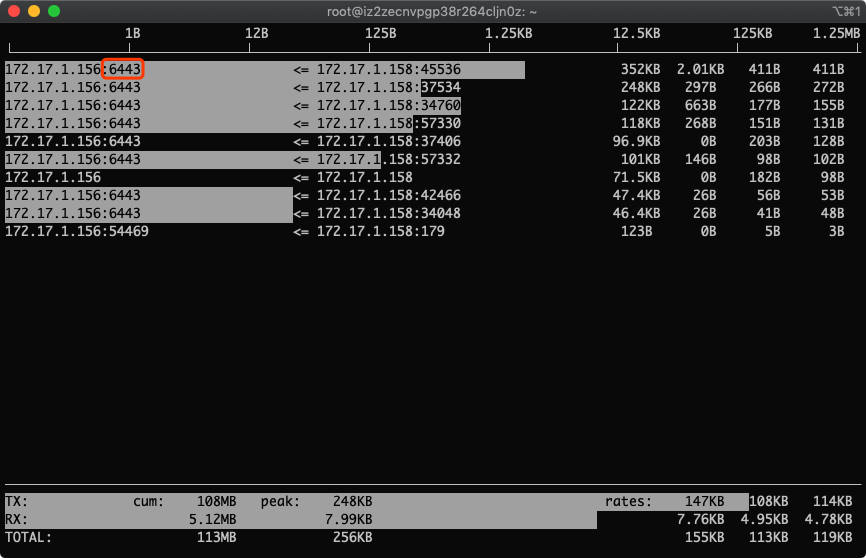 root@iz2zecnvpgp38r264cljn0z: ~ ⌥⌘1
1B 12B 125B 1.25KB 12.5KB 125KB 1.25MB
172.17.1.156:6443 <= 172.17.1.158:45536 352KB 2.01KB 411B 411B
172.17.1.156:6443 <= 172.17.1.158:37534 248KB 297B 266B 272B
172.17.1.156:6443 <= 172.17.1.158:34760 122KB 663B 177B 155B
172.17.1.156:6443 <= 172.17.1.158:57330 118KB 268B 151B 131B
172.17.1.156:6443 <= 172.17.1.158:37406 96.9KB 0B 203B 128B
172.17.1.156:6443 <= 172.17.1.158:57332 101KB 146B 98B 102B
172.17.1.156 <= 172.17.1.158 71.5KB 0B 182B 98B
172.17.1.156:6443 <= 172.17.1.158:42466 47.4KB 26B 56B 53B
172.17.1.156:6443 <= 172.17.1.158:34048 46.4KB 26B 41B 48B
172.17.1.156:54469 <= 172.17.1.158:179 123B 0B 5B 3B
TX: cum: 108MB peak: 248KB rates: 147KB 108KB 114KB
RX: 5.12MB 7.99KB 7.76KB 4.95KB 4.78KB
TOTAL: 113MB 256KB 155KB 113KB 119KB